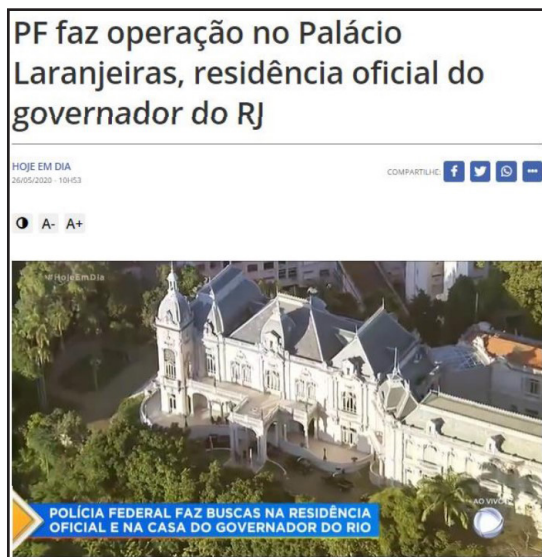 PF faz operação no Palácio
Laranjeiras, residência oficial do
governador do RJ
HOJE EM DIA
26/05/2020 - 10H53
COMPARTILHE:
A- A+
#HojeEmDia
AO VIVO
POLÍCIA FEDERAL FAZ BUSCAS NA RESIDÊNCIA
OFICIAL E NA CASA DO GOVERNADOR DO RIO